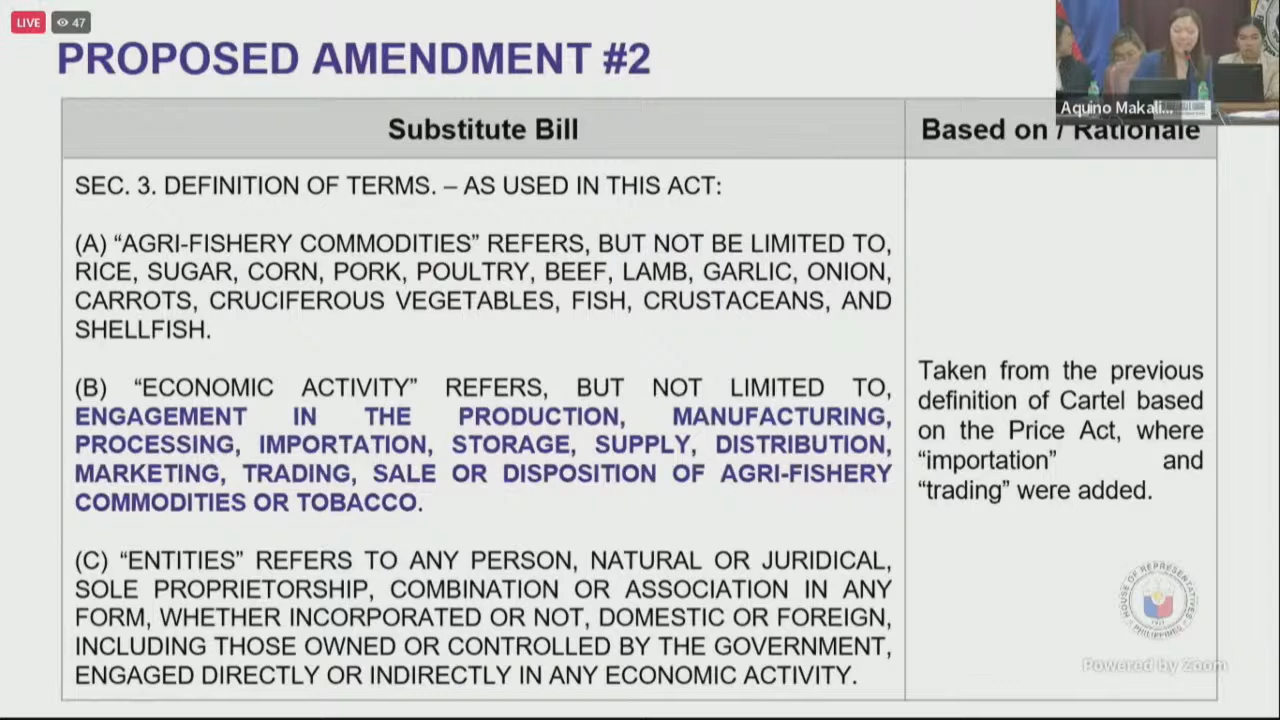 LIVE 47
PROPOSED AMENDMENT #2
Aquino Makali...
Substitute Bill
Based on / Rationale
SEC. 3. DEFINITION OF TERMS. – AS USED IN THIS ACT:
(A) “AGRI-FISHERY COMMODITIES” REFERS, BUT NOT BE LIMITED TO,
RICE, SUGAR, CORN, PORK, POULTRY, BEEF, LAMB, GARLIC, ONION,
CARROTS, CRUCIFEROUS VEGETABLES, FISH, CRUSTACEANS, AND
SHELLFISH.
(B) “ECONOMIC ACTIVITY” REFERS, BUT NOT LIMITED TO,
ENGAGEMENT IN THE PRODUCTION, MANUFACTURING,
PROCESSING, IMPORTATION, STORAGE, SUPPLY, DISTRIBUTION,
MARKETING, TRADING, SALE OR DISPOSITION OF AGRI-FISHERY
COMMODITIES OR TOBACCO.
(C) “ENTITIES” REFERS TO ANY PERSON, NATURAL OR JURIDICAL,
SOLE PROPRIETORSHIP, COMBINATION OR ASSOCIATION IN ANY
FORM, WHETHER INCORPORATED OR NOT, DOMESTIC OR FOREIGN,
INCLUDING THOSE OWNED OR CONTROLLED BY THE GOVERNMENT,
ENGAGED DIRECTLY OR INDIRECTLY IN ANY ECONOMIC ACTIVITY.
Taken from the previous
definition of Cartel based
on the Price Act, where
“importation” and
“trading” were added.
HOUSE OF REPRESENTATIVES
PHILIPPINES
Powered by Zoom